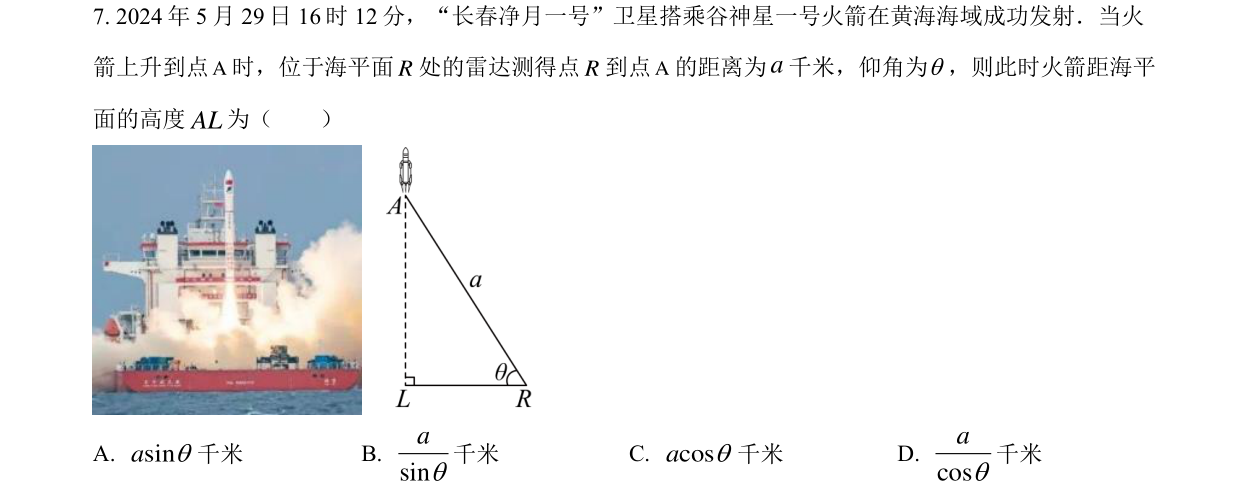 7. 2024年5月29日16时12分，“长春净月一号”卫星搭乘谷神星一号火箭在黄海海域成功发射．当火
箭上升到点A时，位于海平面R处的雷达测得点R到点A的距离为a千米，仰角为θ，则此时火箭距海平
面的高度AL为（　　）
A
a
θ
L
R
A. asinθ千米 B. a/sinθ千米 C. acosθ千米 D. a/cosθ千米